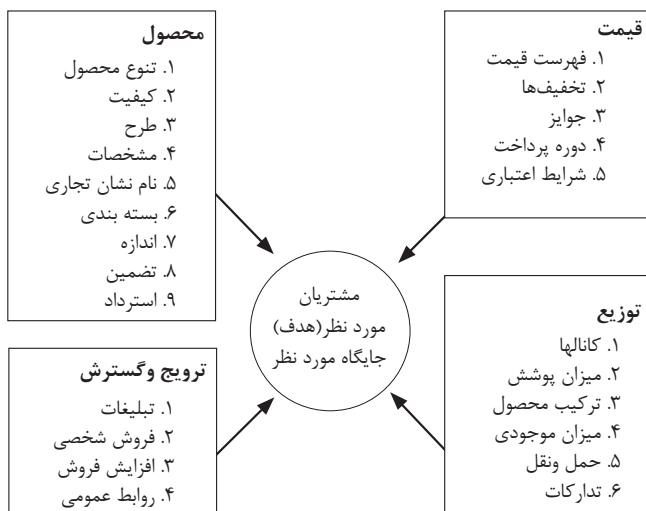 محصول
۱. تنوع محصول
۲. کیفیت
۳. طرح
۴. مشخصات
۵. نام نشان تجاری
۶. بسته بندی
۷. اندازه
۸. تضمین
۹. استرداد
قیمت
۱. فهرست قیمت
۲. تخفیف‌ها
۳. جوایز
۴. دوره پرداخت
۵. شرایط اعتباری
مشتریان
مورد نظر(هدف)
جایگاه مورد نظر
ترویج وگسترش
۱. تبلیغات
۲. فروش شخصی
۳. افزایش فروش
۴. روابط عمومی
توزیع
۱. کانالها
۲. میزان پوشش
۳. ترکیب محصول
۴. میزان موجودی
۵. حمل ونقل
۶. تدارکات